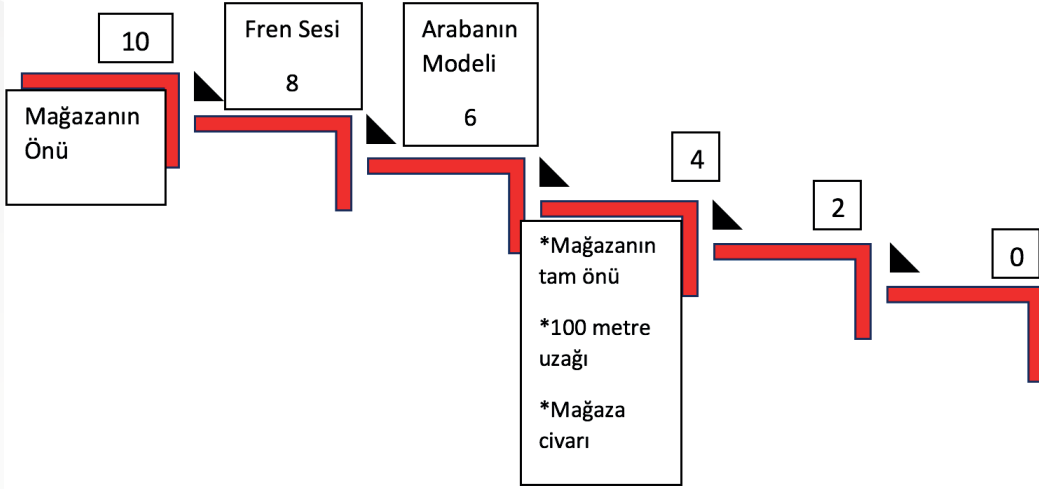 10
Mağazanın
Önü
Fren Sesi
8
Arabanın
Modeli
6
4
*Mağazanın
tam önü
*100 metre
uzağı
*Mağaza
civarı
2
0